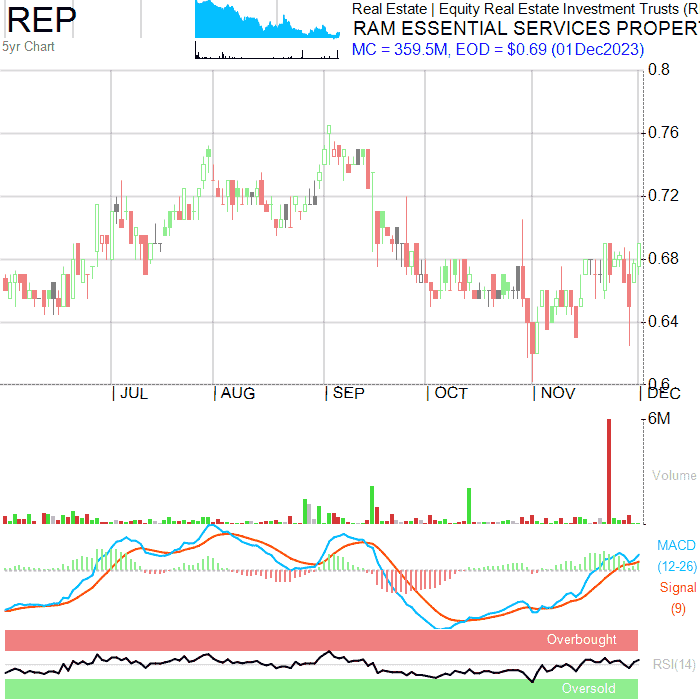 REP
5yr Chart
Real Estate | Equity Real Estate Investment Trusts (R
RAM ESSENTIAL SERVICES PROPER
MC = 359.5M, EOD = $0.69 (01Dec2023)
0.8
0.76
0.72
0.68
0.64
0.6
JUL AUG SEP OCT NOV DEC
6M
Volume
MACD
(12-26)
Signal
(9)
Overbought
RSI(14)
Oversold